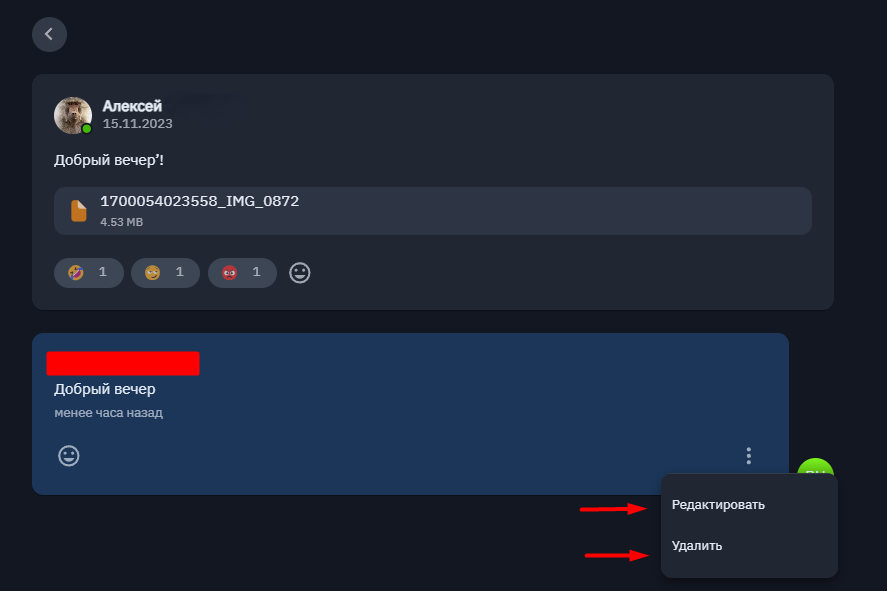 Алексей
15.11.2023
Добрый вечер’!
1700054023558_IMG_0872
4.53 MB
1 1 1
Добрый вечер
менее часа назад
Редактировать
Удалить